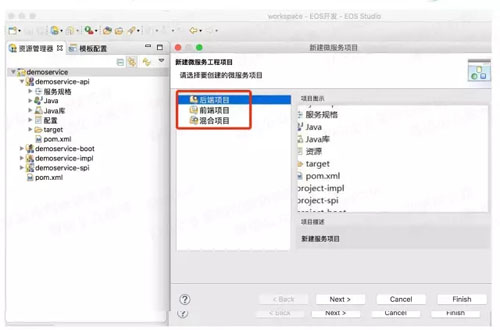 workspace - EOS开发 - EOS Studio
资源管理器
模板配置
demoservice
demoservice-api
服务规格
Java
Java库
配置
target
pom.xml
demoservice-boot
demoservice-impl
demoservice-spi
pom.xml
新建微服务项目
新建微服务工程项目
请选择要创建的微服务项目
后端项目
前端项目
混合项目
项目图示
服务规格
Java
Java库
资源
target
pom.xml
project-impl
project-spi
project-boot
项目描述
新建服务项目
< Back
Next >
Cancel
Finish
< Back
Next >
Cancel
Finish